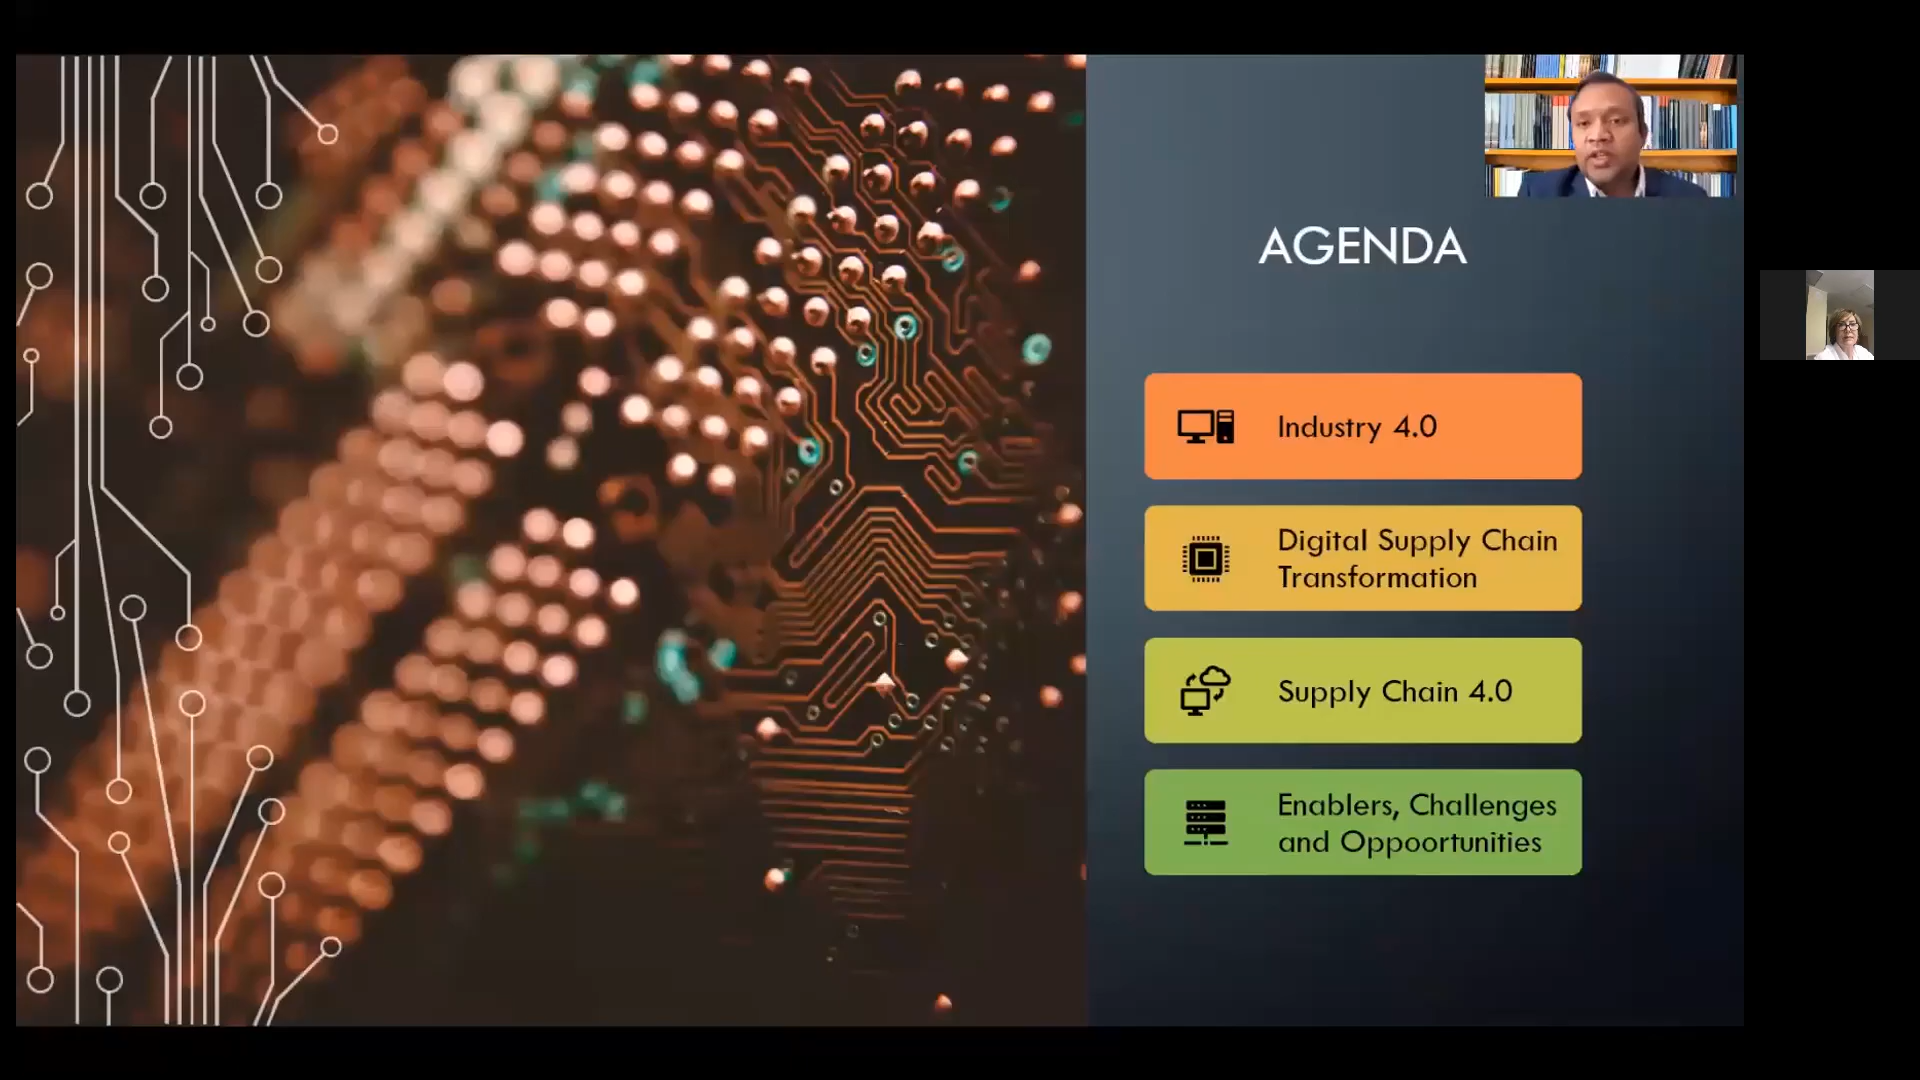 AGENDA
Industry 4.0
Digital Supply Chain
Transformation
Supply Chain 4.0
Enablers, Challenges
and Oppoortunities